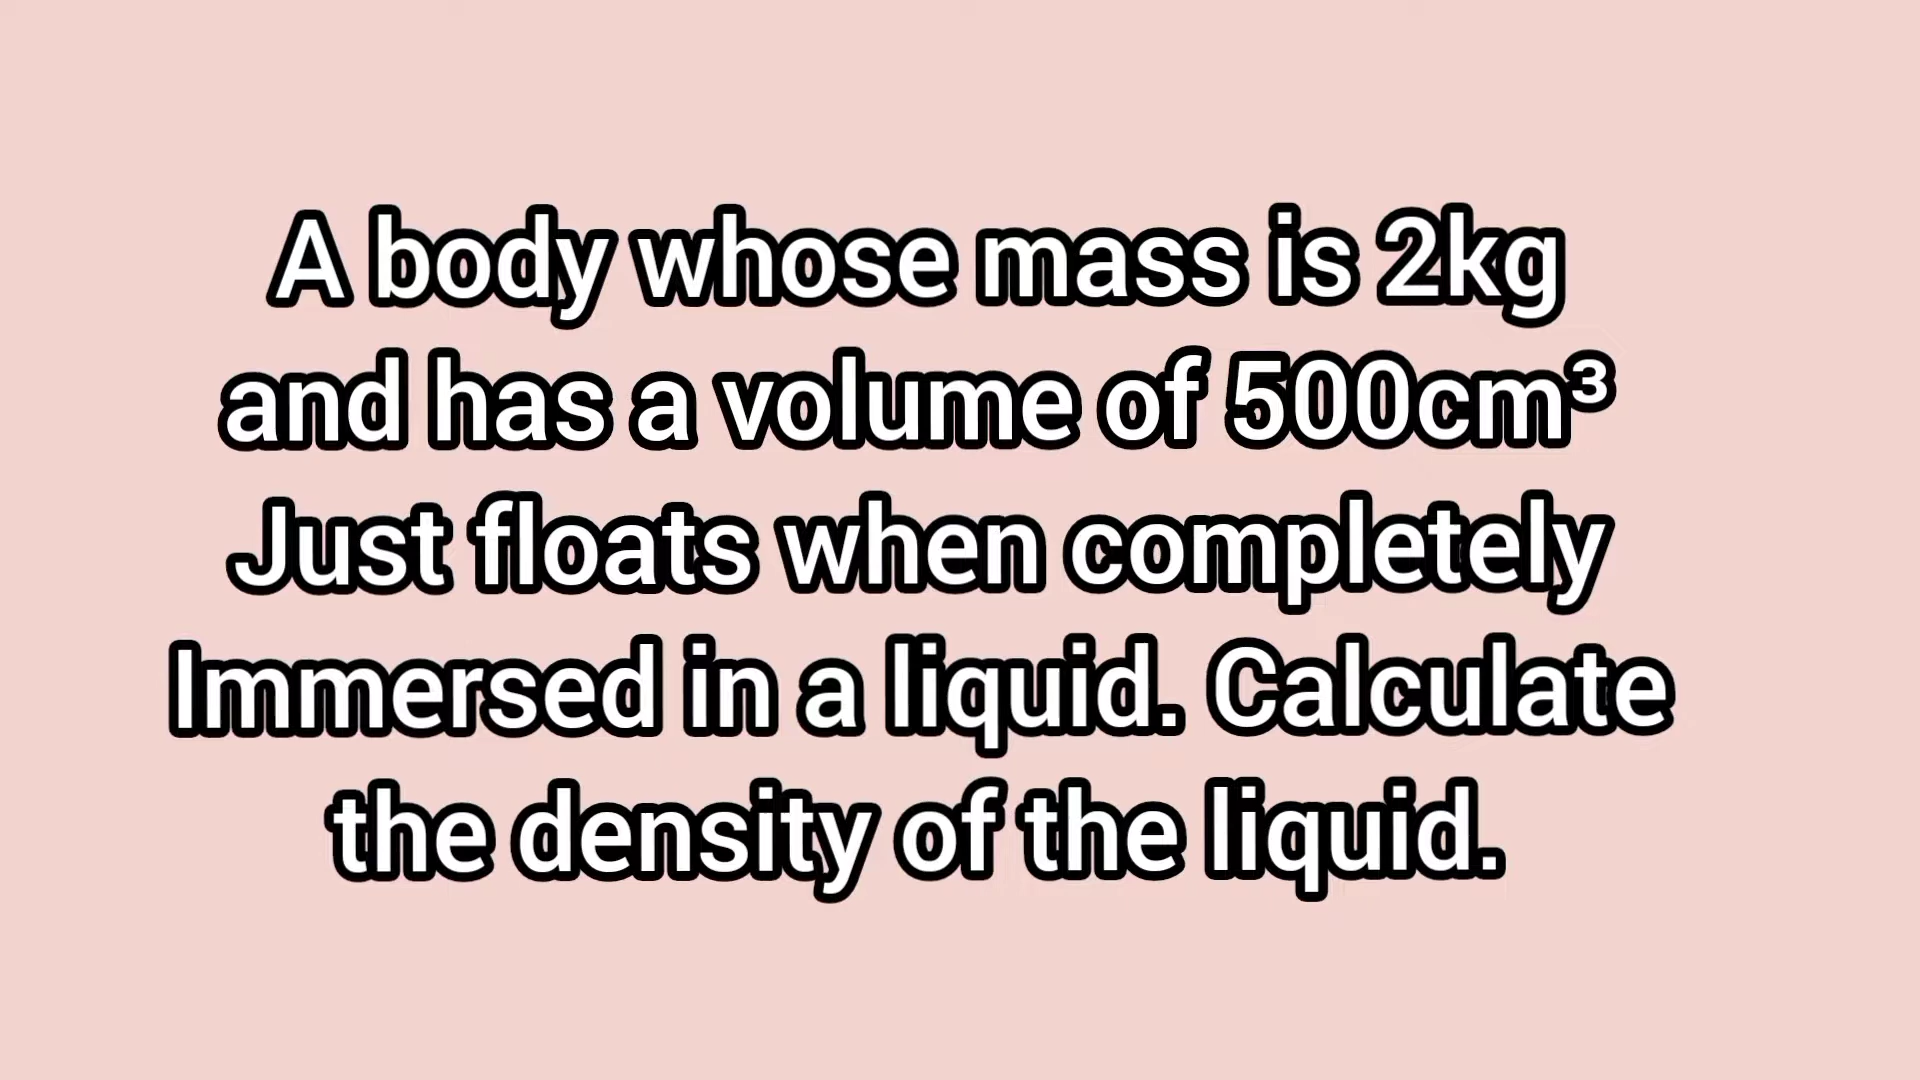 A body whose mass is 2kg
and has a volume of 500cm³
Just floats when completely
Immersed in a liquid. Calculate
the density of the liquid.